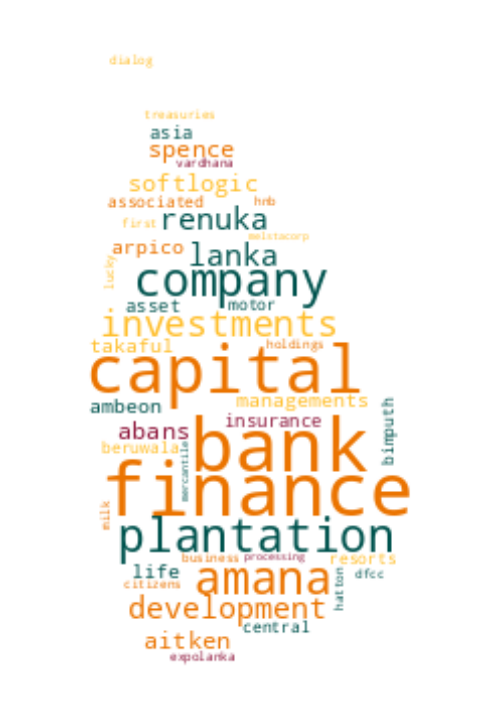 dialog
treasuries
asia
spence
vardhana
softlogic
associated hnb
first renuka
melstacorp
arpico lanka
lucky
company
asset motor
investments
takaful holdings
capital
ambeon managements
abans insurance
bimputh
beruwala bank
mercantile
finance
milk
plantation
business processing resorts
life amana dfcc
citizens
hatton
development
central
aitken
expolanka